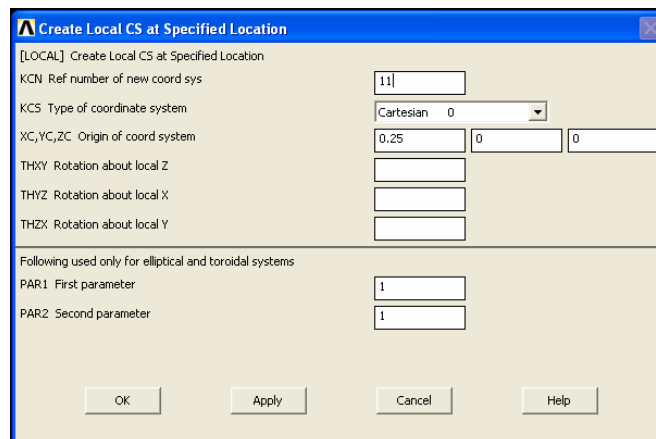 Create Local CS at Specified Location
[LOCAL] Create Local CS at Specified Location
KCN Ref number of new coord sys 11
KCS Type of coordinate system Cartesian 0
XC,YC,ZC Origin of coord system 0.25 0 0
THXY Rotation about local Z
THYZ Rotation about local X
THZX Rotation about local Y
Following used only for elliptical and toroidal systems
PAR1 First parameter 1
PAR2 Second parameter 1
OK Apply Cancel Help